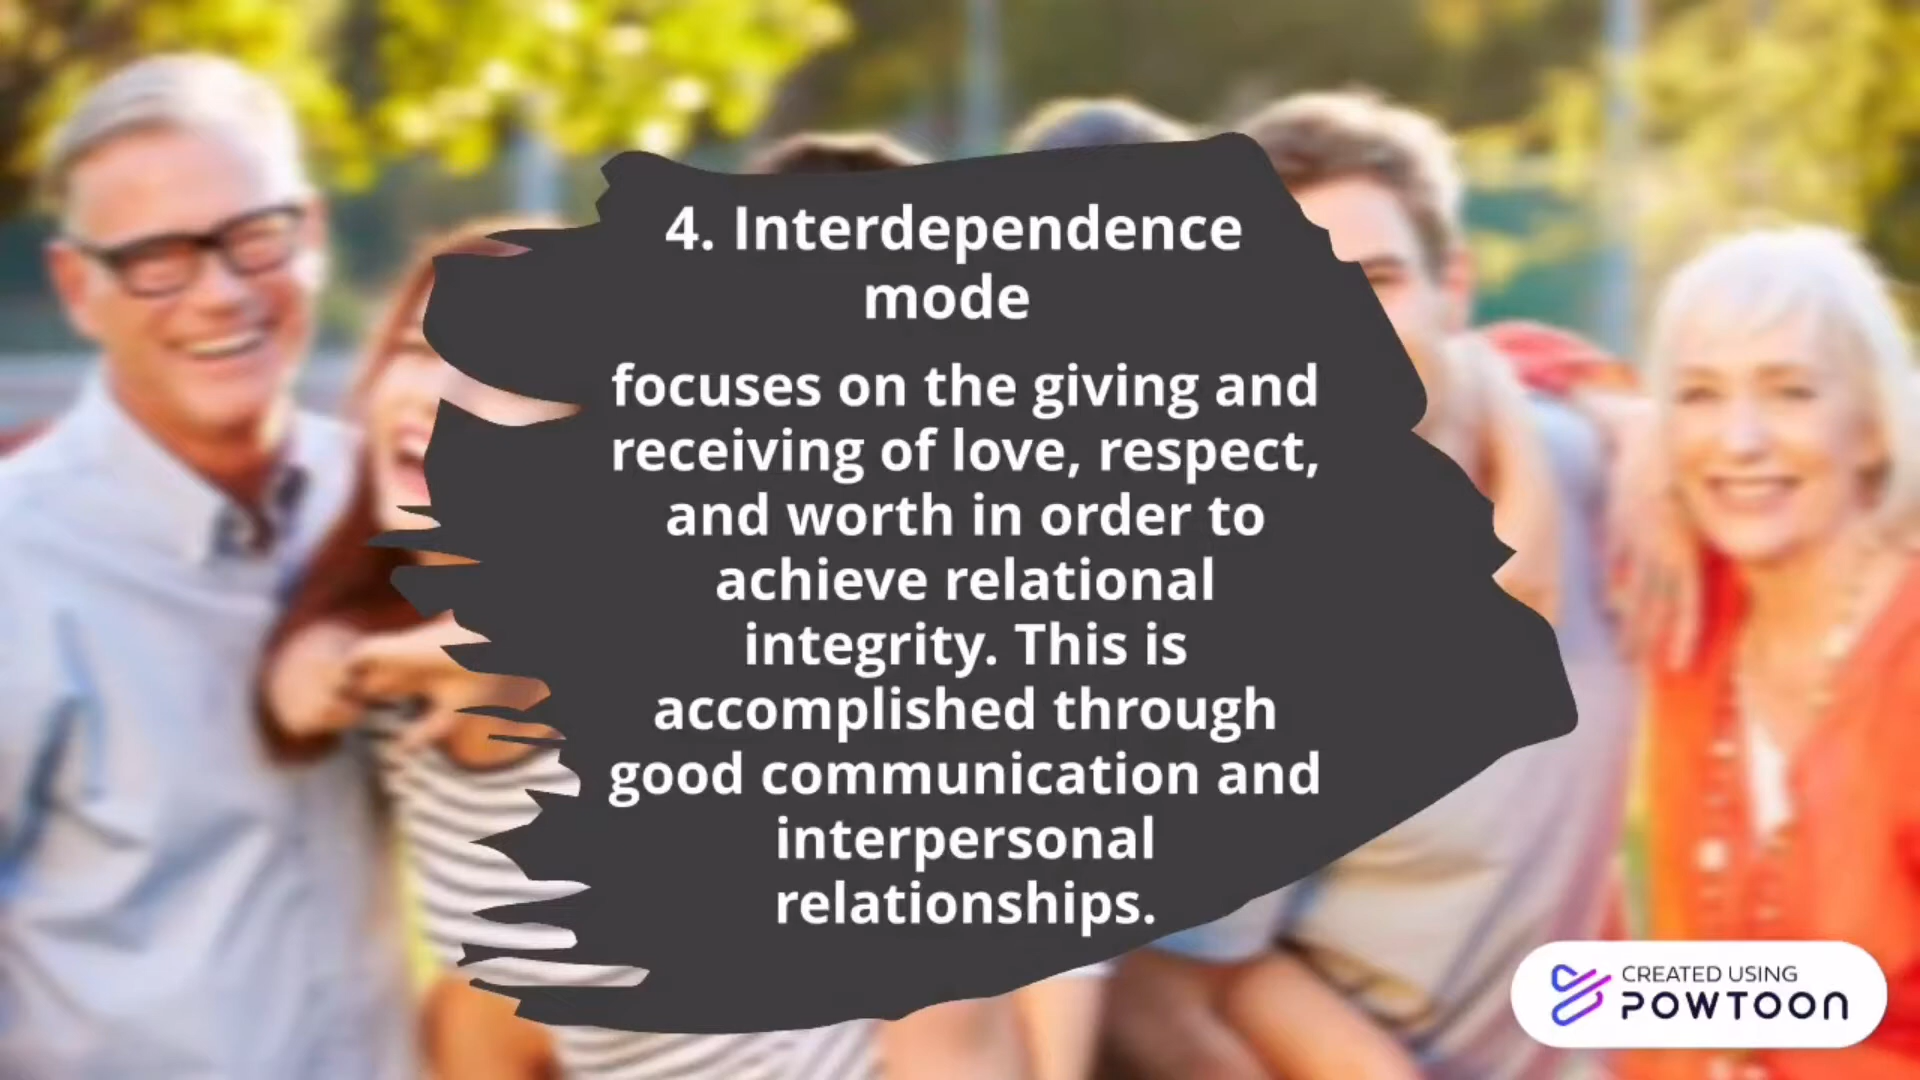 4. Interdependence
mode
focuses on the giving and
receiving of love, respect,
and worth in order to
achieve relational
integrity. This is
accomplished through
good communication and
interpersonal
relationships.
CREATED USING
POWTOON